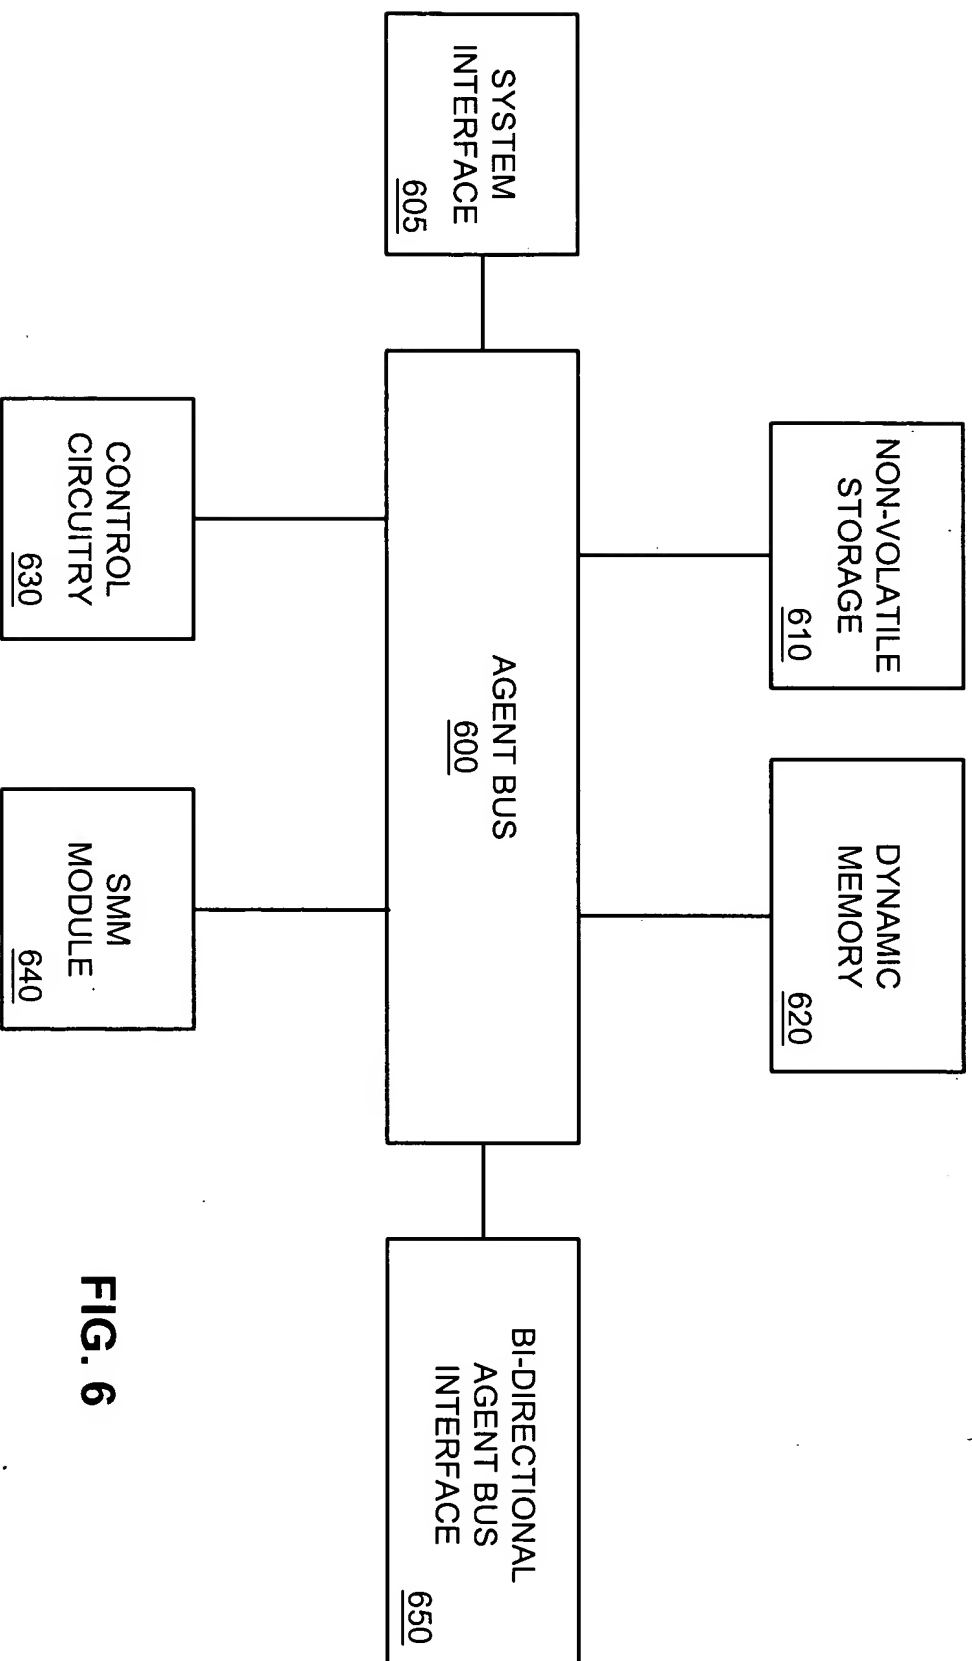 NON-VOLATILE
STORAGE
610
DYNAMIC
MEMORY
620
SYSTEM
INTERFACE
605
AGENT BUS
600
BI-DIRECTIONAL
AGENT BUS
INTERFACE
650
CONTROL
CIRCUITRY
630
SMM
MODULE
640
FIG. 6